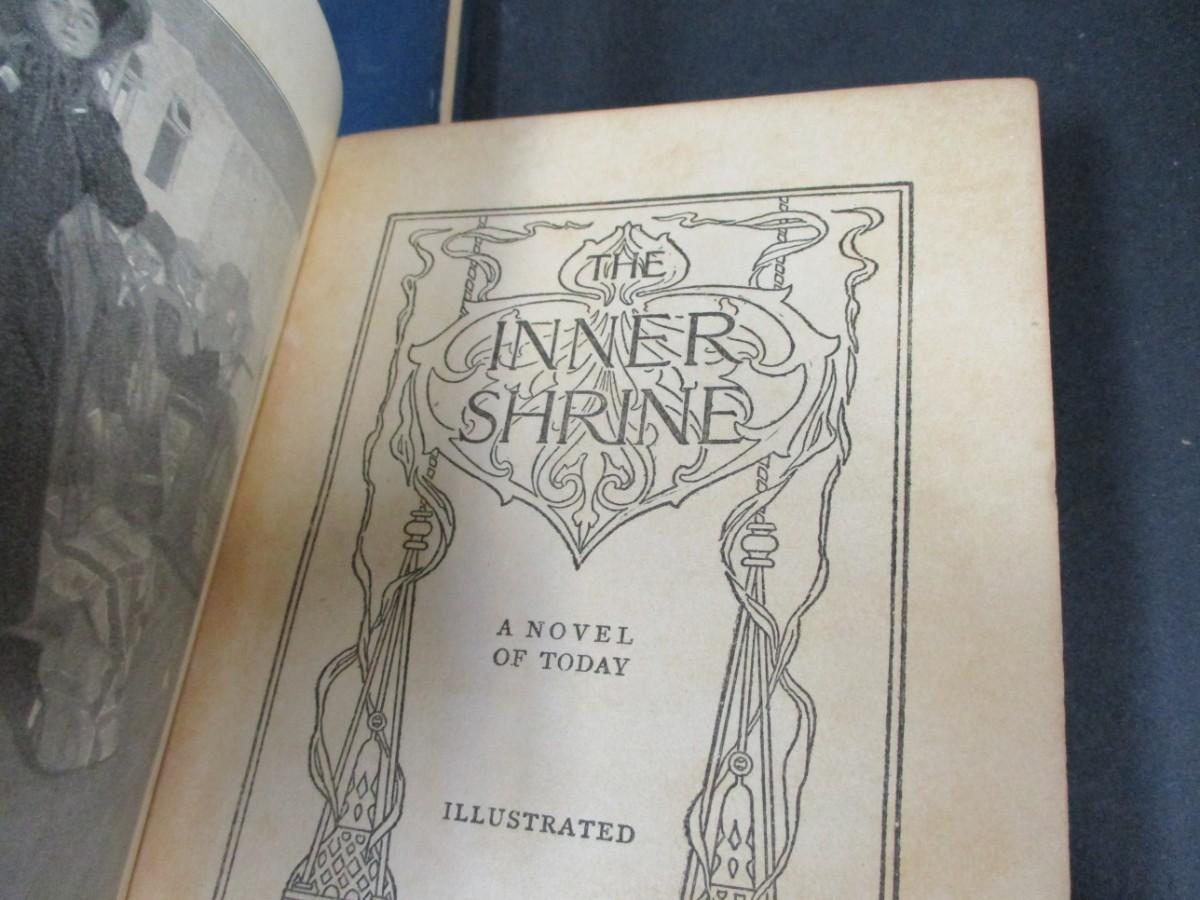 THE
INNER
SHRINE
A NOVEL
OF TODAY
ILLUSTRATED